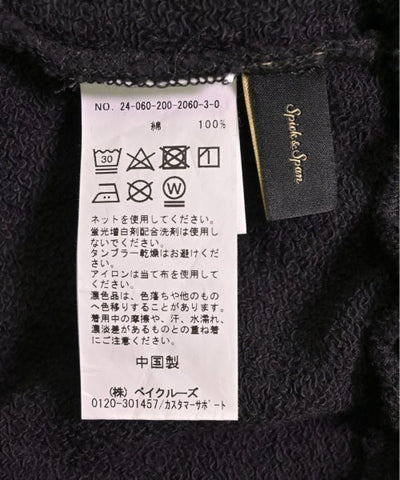 NO. 24-060-200-2060-3-0
綿 100%
30
ネットを使用してください。
蛍光増白剤配合洗剤は使用し
ないでください。
タンブラー乾燥はお避けくだ
さい。
アイロンは当て布を使用して
ください。
濃色品は、色落ちや他のもの
へ色移りすることがあります。
着用中の摩擦や、汗、水濡れ、
濃淡差があるものとの重ね着
にご注意ください。
中国製
(株) ベイクルーズ
0120-301457/カスタマーサポート
Spick&Span